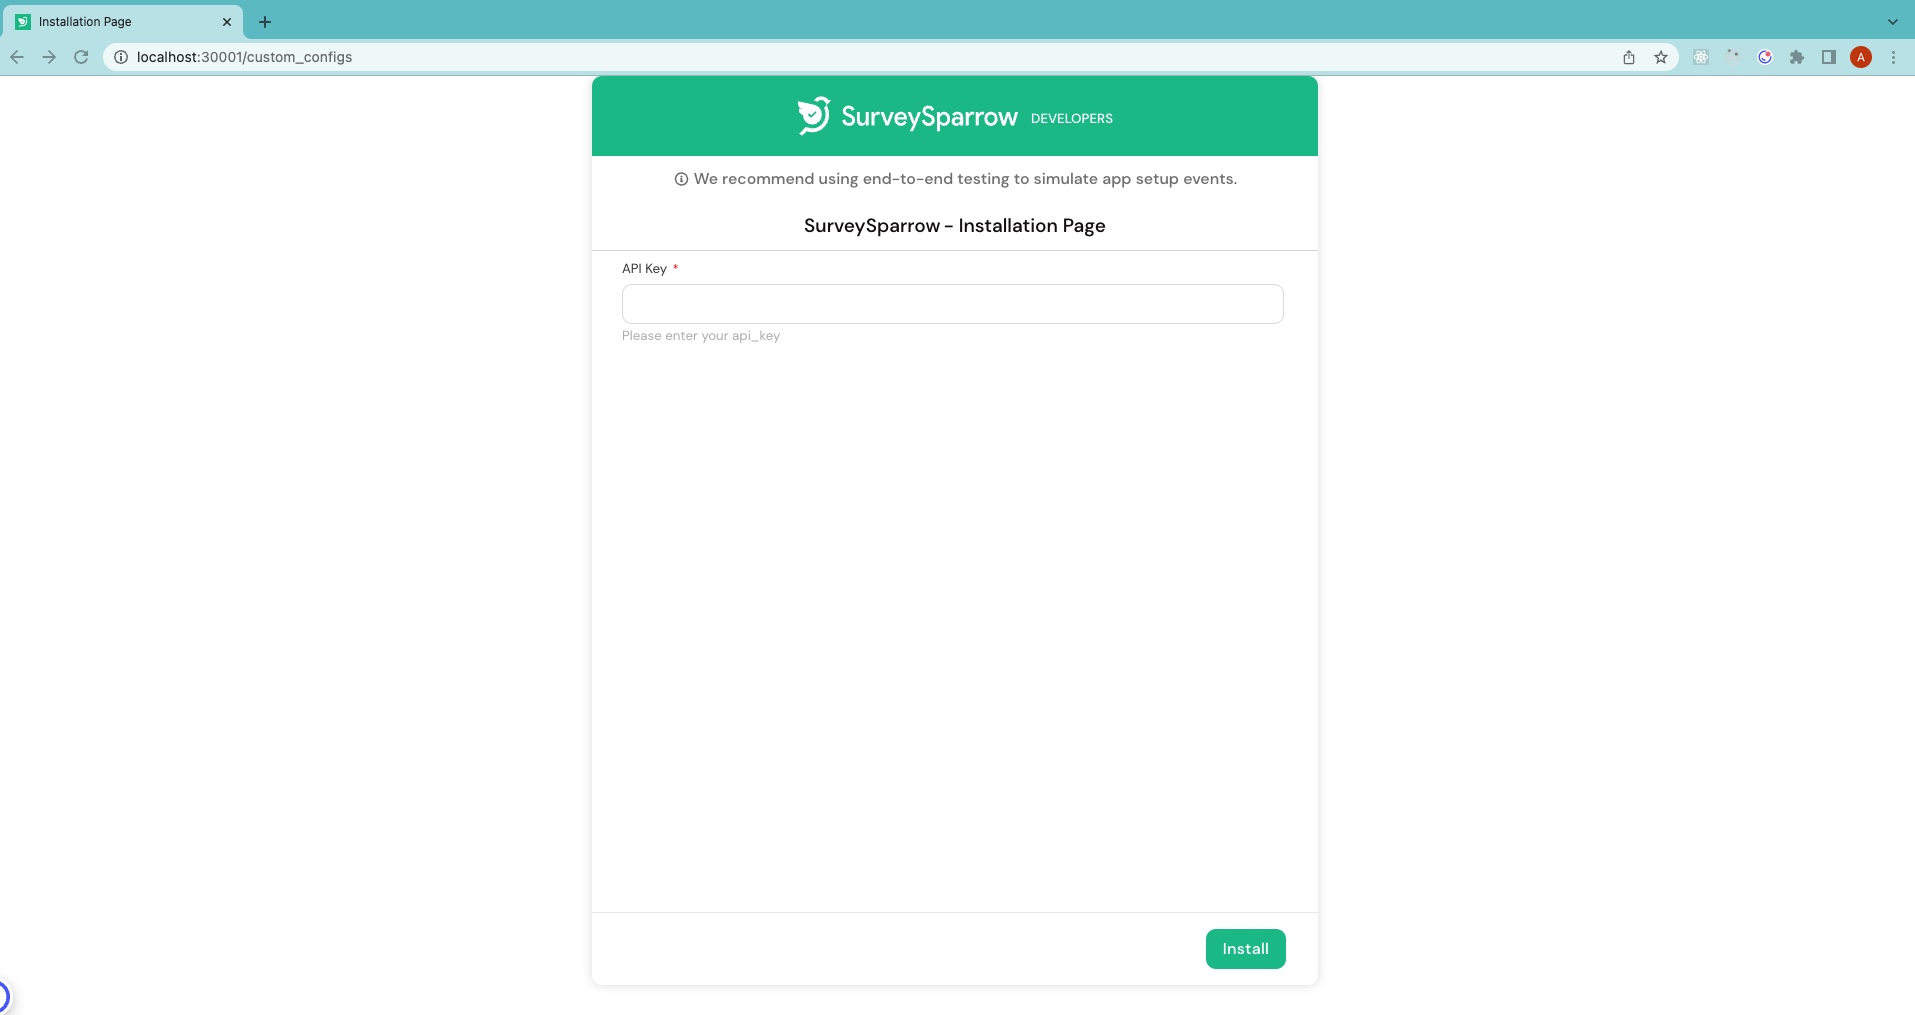 Installation Page
localhost:30001/custom_configs
A
SurveySparrow DEVELOPERS
We recommend using end-to-end testing to simulate app setup events.
SurveySparrow - Installation Page
API Key *
Please enter your api_key
Install